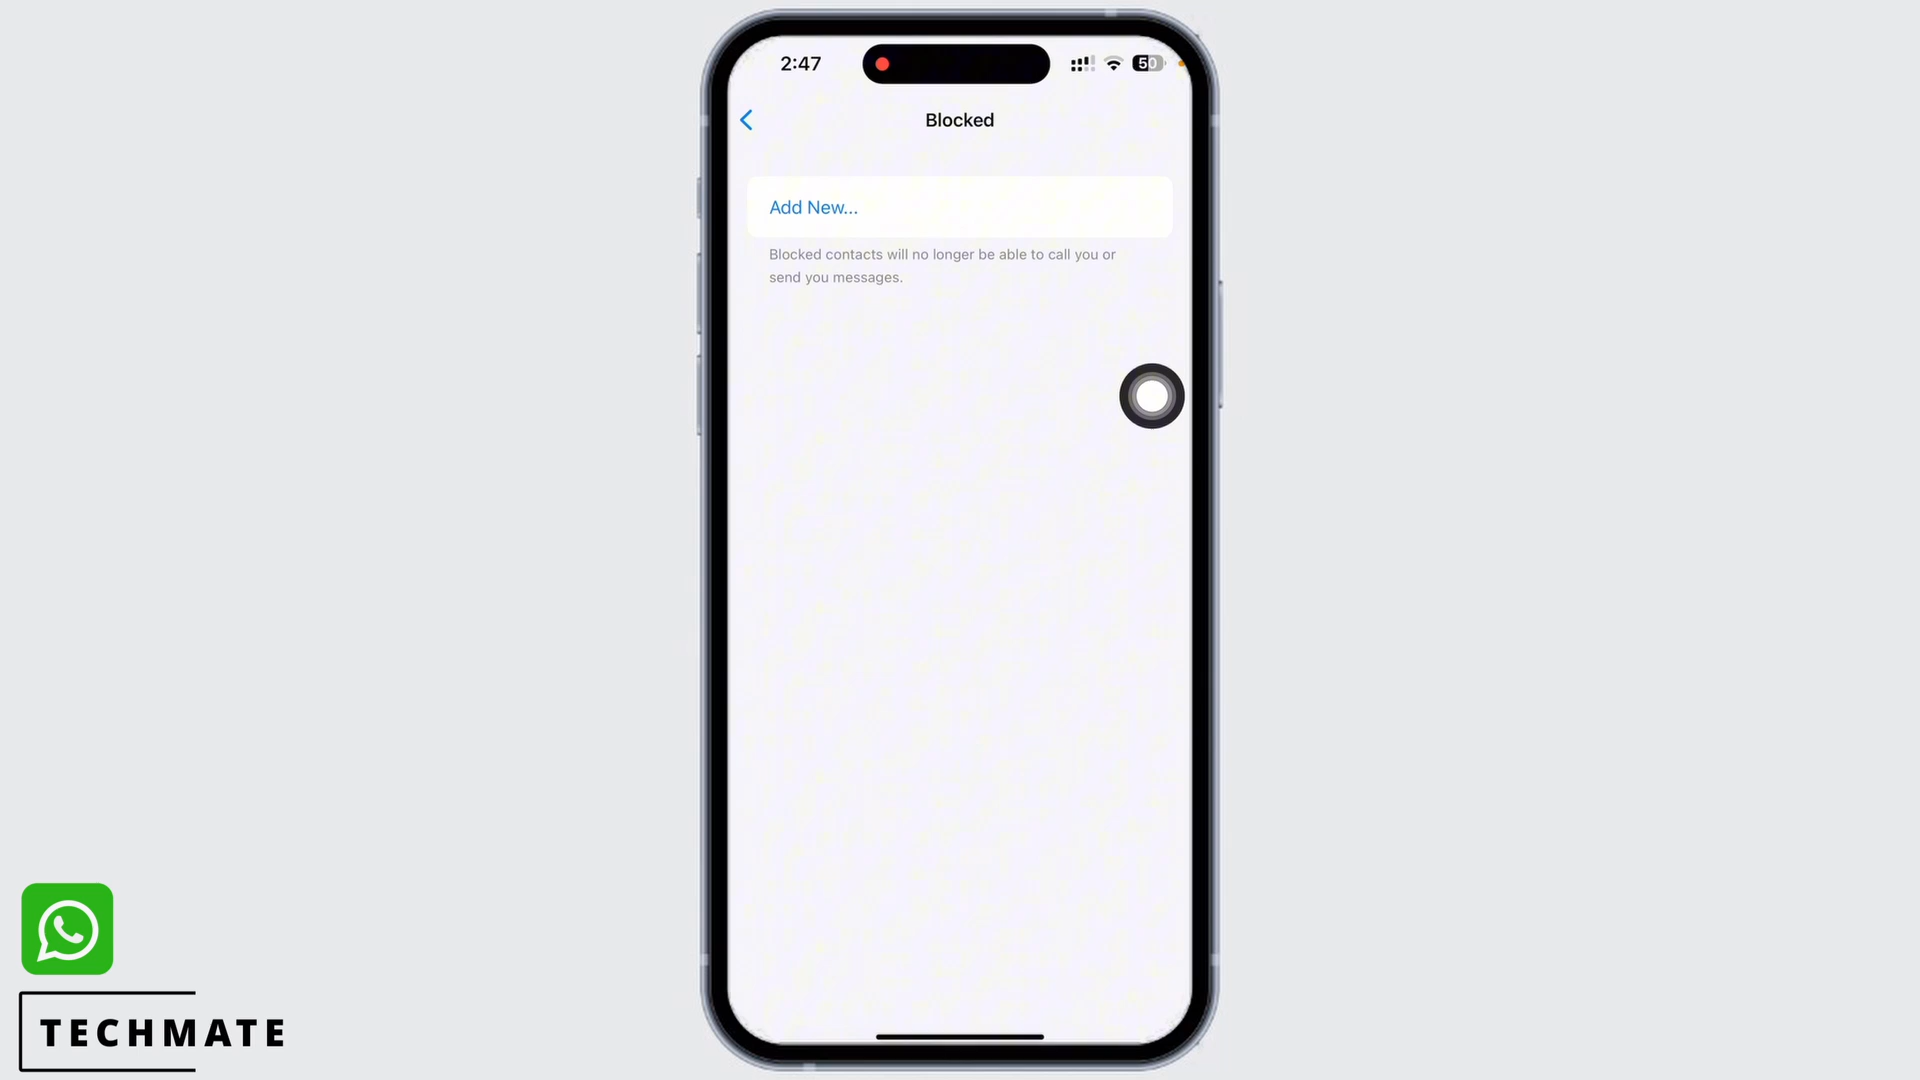 2:47
50
Blocked
Add New...
Blocked contacts will no longer be able to call you or
send you messages.
TECHMATE